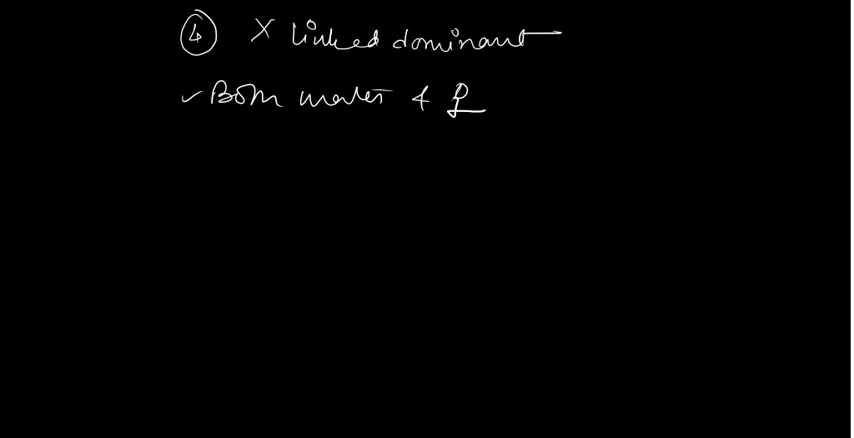 ④ X linked dominant
✓ Both males & ♀